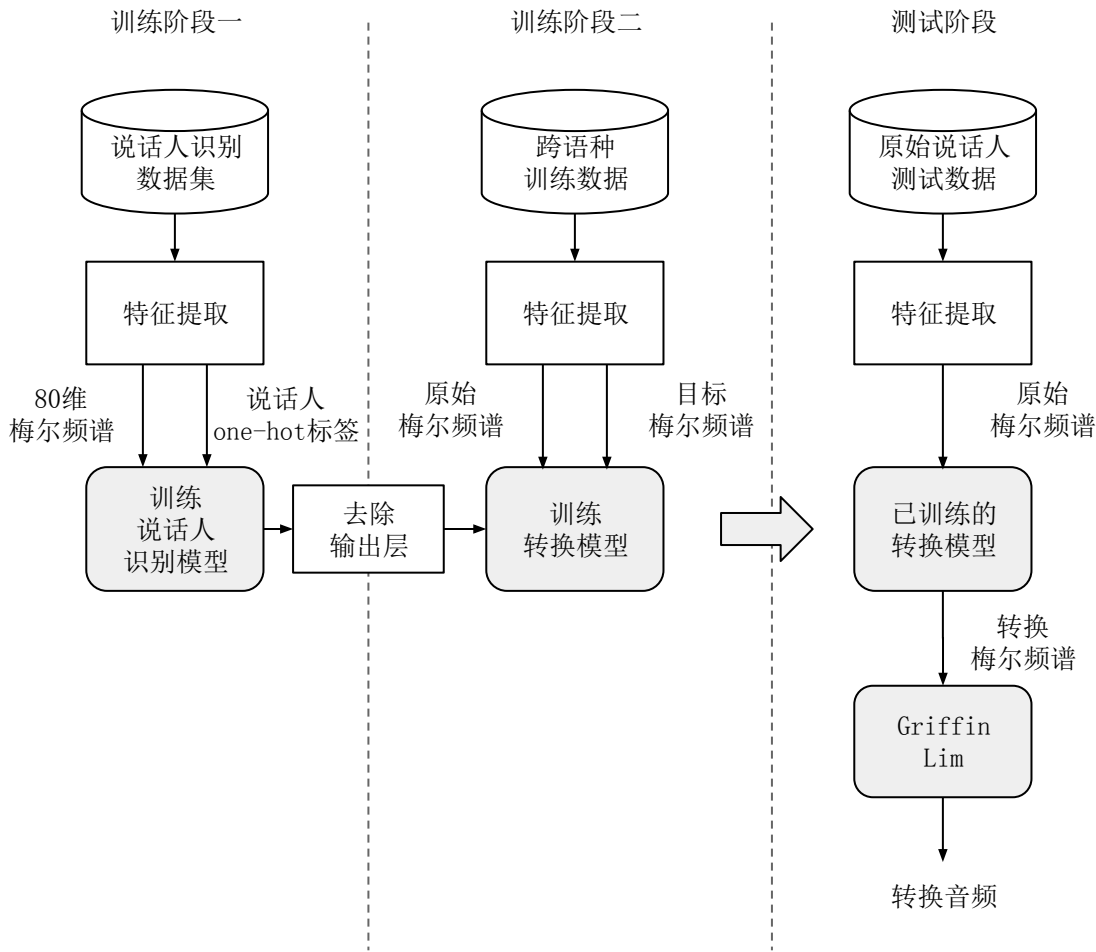 训练阶段一
训练阶段二
测试阶段
说话人识别
数据集
跨语种
训练数据
原始说话人
测试数据
特征提取
特征提取
特征提取
80维
梅尔频谱
说话人
one-hot标签
原始
梅尔频谱
目标
梅尔频谱
原始
梅尔频谱
训练
说话人
识别模型
去除
输出层
训练
转换模型
已训练的
转换模型
转换
梅尔频谱
Griffin
Lim
转换音频